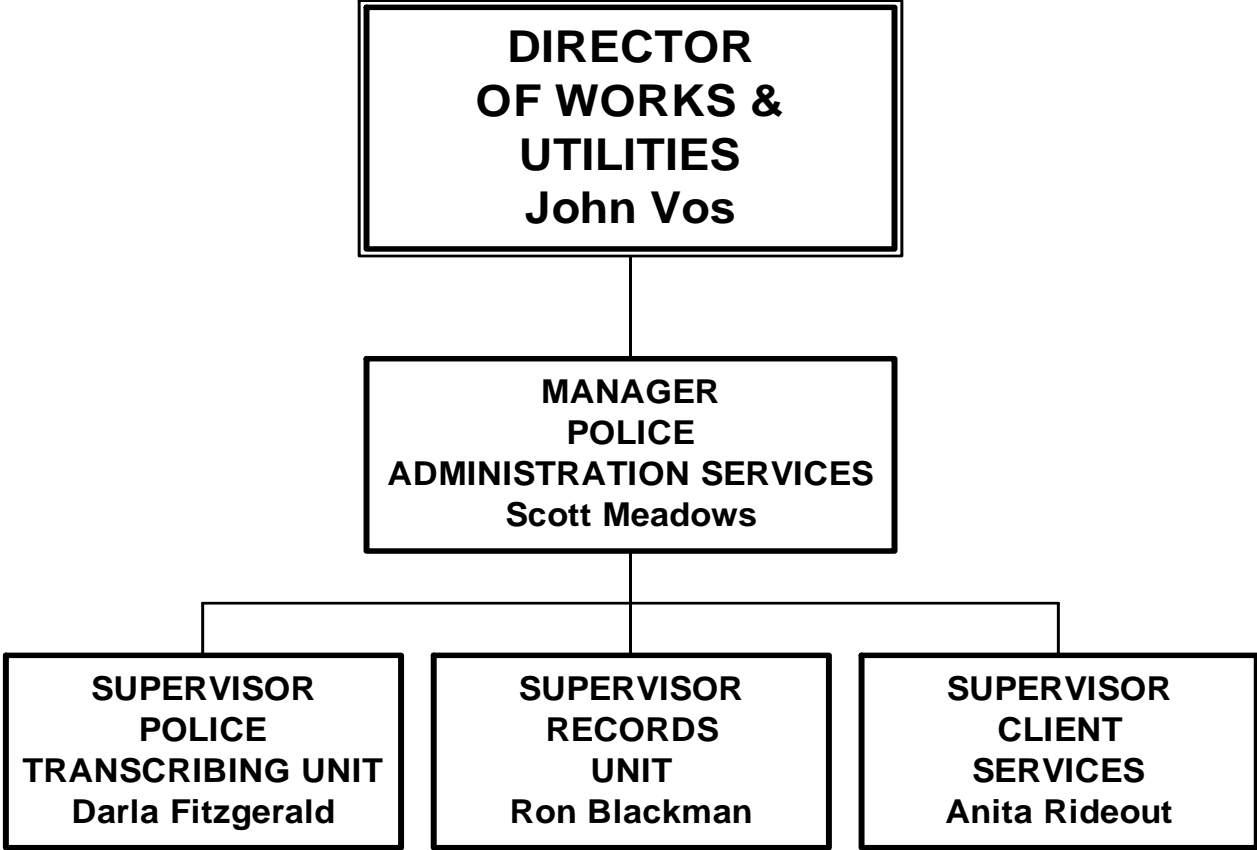 DIRECTOR
OF WORKS &
UTILITIES
John Vos
MANAGER
POLICE
ADMINISTRATION SERVICES
Scott Meadows
SUPERVISOR
POLICE
TRANSCRIBING UNIT
Darla Fitzgerald
SUPERVISOR
RECORDS
UNIT
Ron Blackman
SUPERVISOR
CLIENT
SERVICES
Anita Rideout